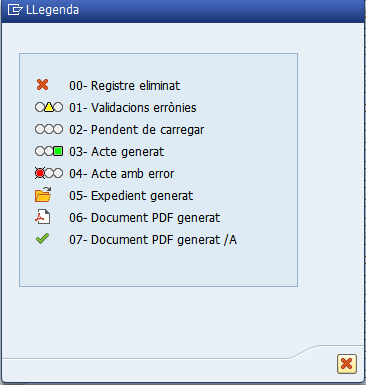 LLegenda
00- Registre eliminat
01- Validacions errònies
02- Pendent de carregar
03- Acte generat
04- Acte amb error
05- Expedient generat
06- Document PDF generat
07- Document PDF generat /A